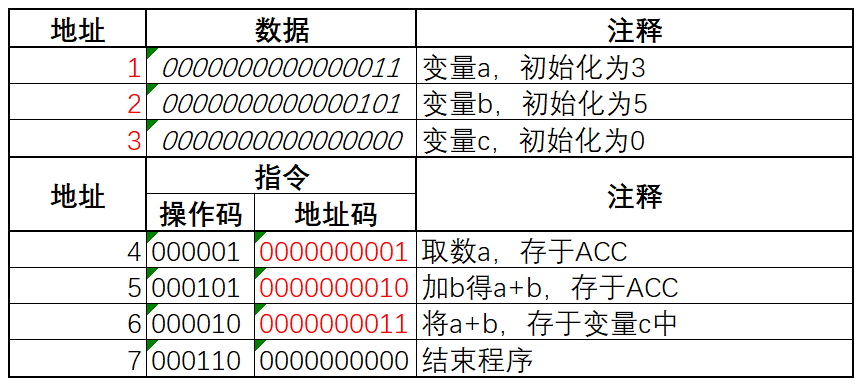 地址 数据 注释
1 0000000000000011 变量a，初始化为3
2 0000000000000101 变量b，初始化为5
3 0000000000000000 变量c，初始化为0
地址 指令 注释
操作码 地址码
4 000001 0000000001 取数a，存于ACC
5 000101 0000000010 加b得a+b，存于ACC
6 000010 0000000011 将a+b，存于变量c中
7 000110 0000000000 结束程序